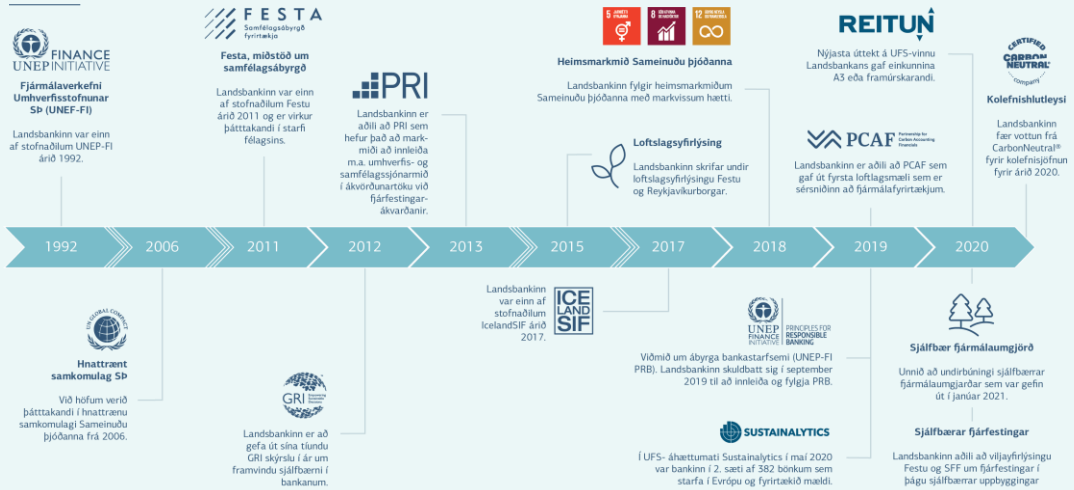 UNEP
FINANCE
INITIATIVE
Fjármálaverkefni
Umhverfisstofnunar
SÞ (UNEF-FI)
Landsbankinn var einn
af stofnaðilum UNEP-FI
árið 1992.
FESTA
Samfélagsábyrgð
fyrirtækja
Festa, miðstöð um
samfélagsábyrgð
Landsbankinn var einn
af stofnaðilum Festu
árið 2011 og er virkur
þátttakandi í starfi
félagsins.
PRI
Landsbankinn er
aðili að PRI sem
hefur það að mark-
miði að innleiða
m.a. umhverfis- og
samfélagssjónarmið
í ákvörðunartöku við
fjárfestingar-
ákvarðanir.
Heimsmarkmið Sameinuðu þjóðanna
Landsbankinn fylgir heimsmarkmiðum
Sameinuðu þjóðanna með markvissum hætti.
Loftslagsyfirlýsing
Landsbankinn skrifar undir
loftslagsyfirlýsingu Festu
og Reykjavíkurborgar.
REITUN
Nýjasta úttekt á UFS-vinnu
Landsbankans gaf einkunnina
A3 eða framúrskarandi.
PCAF
Partnership for
Carbon Accounting
Financials
Landsbankinn er aðili að PCAF sem
gaf út fyrsta loftlagsmæli sem er
sérsniðinn að fjármálafyrirtækjum.
CERTIFIED
CARBON
NEUTRAL
company
Kolefnishlutleysi
Landsbankinn
fær vottun frá
CarbonNeutral®
fyrir kolefnisjöfnun
fyrir árið 2020.
1992
2006
2011
2012
2013
2015
2017
2018
2019
2020
UN GLOBAL COMPACT
Hnattrænt
samkomulag SÞ
Við höfum verið
þátttakandi í hnattrænu
samkomulagi Sameinuðu
þjóðanna frá 2006.
GRI
Landsbankinn er að
gefa út sína tíundu
GRI skýrslu í ár um
framvindu sjálfbærni í
bankanum.
Landsbankinn
var einn af
stofnaðilum
IcelandSIF árið
2017.
ICE
LAND
SIF
UNEP
FINANCE
INITIATIVE
PRINCIPLES FOR
RESPONSIBLE
BANKING
Viðmið um ábyrga bankastarfsemi (UNEP-FI
PRB). Landsbankinn skuldbatt sig í september
2019 til að innleiða og fylgja PRB.
SUSTAINALYTICS
Í UFS- áhættumati Sustainalytics í maí 2020
var bankinn í 2. sæti af 382 bönkum sem
starfa í Evrópu og fyrirtækið mældi.
Sjálfbær fjármálaumgjörð
Unnið að undirbúningi sjálfbærrar
fjármálaumgjarðar sem var gefin
út í janúar 2021.
Sjálfbærar fjárfestingar
Landsbankinn aðili að viljayfirlýsingu
Festu og SFF um fjárfestingar í
þágu sjálfbærrar uppbyggingar